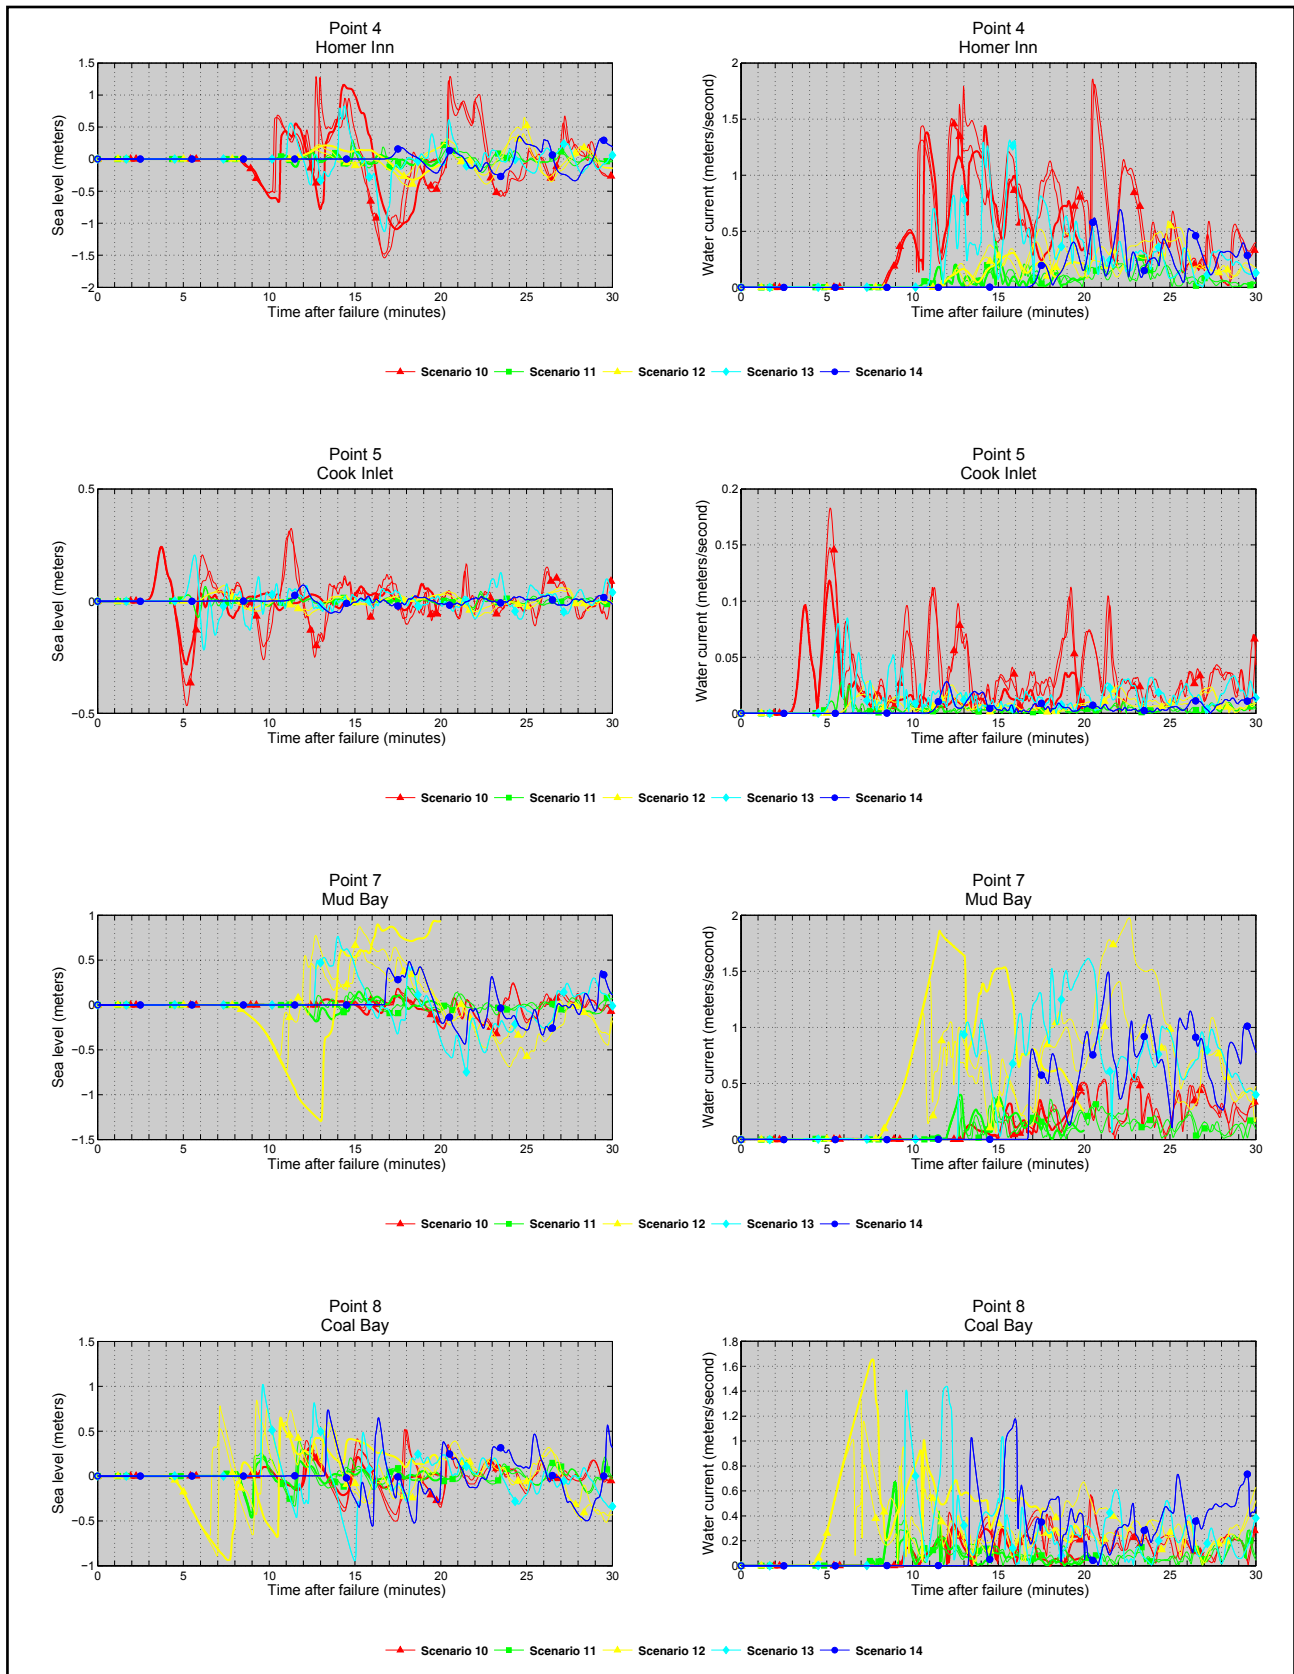 Point 4
Homer Inn
Sea level (meters)
1.5
1
0.5
0
−0.5
−1
−1.5
−2
0 5 10 15 20 25 30
Time after failure (minutes)
Point 4
Homer Inn
Water current (meters/second)
2
1.5
1
0.5
0
0 5 10 15 20 25 30
Time after failure (minutes)
Scenario 10 Scenario 11 Scenario 12 Scenario 13 Scenario 14
Point 5
Cook Inlet
Sea level (meters)
0.5
0
−0.5
0 5 10 15 20 25 30
Time after failure (minutes)
Point 5
Cook Inlet
Water current (meters/second)
0.2
0.15
0.1
0.05
0
0 5 10 15 20 25 30
Time after failure (minutes)
Scenario 10 Scenario 11 Scenario 12 Scenario 13 Scenario 14
Point 7
Mud Bay
Sea level (meters)
1
0.5
0
−0.5
−1
−1.5
0 5 10 15 20 25 30
Time after failure (minutes)
Point 7
Mud Bay
Water current (meters/second)
2
1.5
1
0.5
0
0 5 10 15 20 25 30
Time after failure (minutes)
Scenario 10 Scenario 11 Scenario 12 Scenario 13 Scenario 14
Point 8
Coal Bay
Sea level (meters)
1.5
1
0.5
0
−0.5
−1
0 5 10 15 20 25 30
Time after failure (minutes)
Point 8
Coal Bay
Water current (meters/second)
1.8
1.6
1.4
1.2
1
0.8
0.6
0.4
0.2
0
0 5 10 15 20 25 30
Time after failure (minutes)
Scenario 10 Scenario 11 Scenario 12 Scenario 13 Scenario 14